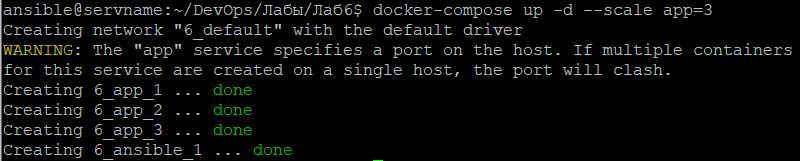 ansible@servname:~/DevOps/Лабы/Лаб6$ docker-compose up -d --scale app=3
Creating network "6_default" with the default driver
WARNING: The "app" service specifies a port on the host. If multiple containers
for this service are created on a single host, the port will clash.
Creating 6_app_1 ... done
Creating 6_app_2 ... done
Creating 6_app_3 ... done
Creating 6_ansible_1 ... done